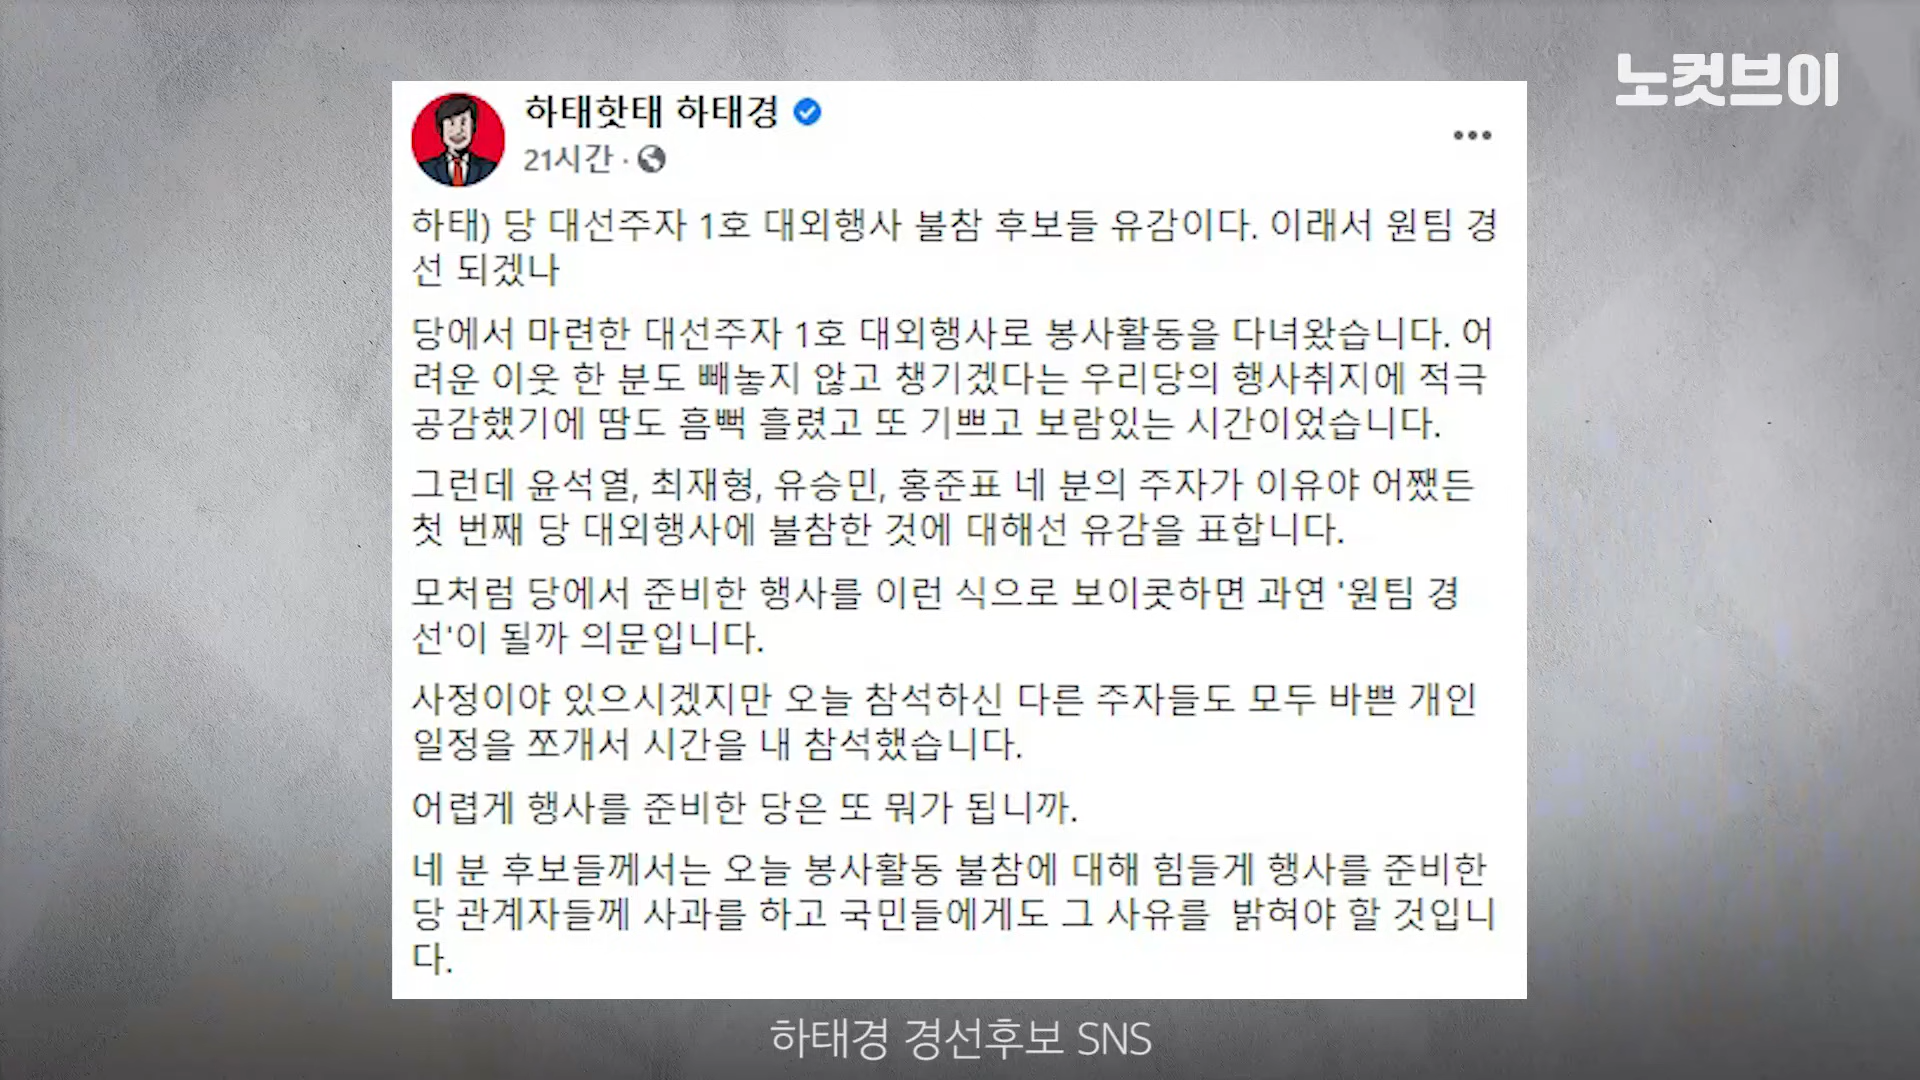 노컷브이
하태핫태 하태경
21시간 ·
하태) 당 대선주자 1호 대외행사 불참 후보들 유감이다. 이래서 원팀 경
선 되겠나
당에서 마련한 대선주자 1호 대외행사로 봉사활동을 다녀왔습니다. 어
려운 이웃 한 분도 빼놓지 않고 챙기겠다는 우리당의 행사취지에 적극
공감했기에 땀도 흠뻑 흘렸고 또 기쁘고 보람있는 시간이었습니다.
그런데 윤석열, 최재형, 유승민, 홍준표 네 분의 주자가 이유야 어쨌든
첫 번째 당 대외행사에 불참한 것에 대해선 유감을 표합니다.
모처럼 당에서 준비한 행사를 이런 식으로 보이콧하면 과연 '원팀 경
선'이 될까 의문입니다.
사정이야 있으시겠지만 오늘 참석하신 다른 주자들도 모두 바쁜 개인
일정을 쪼개서 시간을 내 참석했습니다.
어렵게 행사를 준비한 당은 또 뭐가 됩니까.
네 분 후보들께서는 오늘 봉사활동 불참에 대해 힘들게 행사를 준비한
당 관계자들께 사과를 하고 국민들에게도 그 사유를 밝혀야 할 것입니
다.
하태경 경선후보 SNS